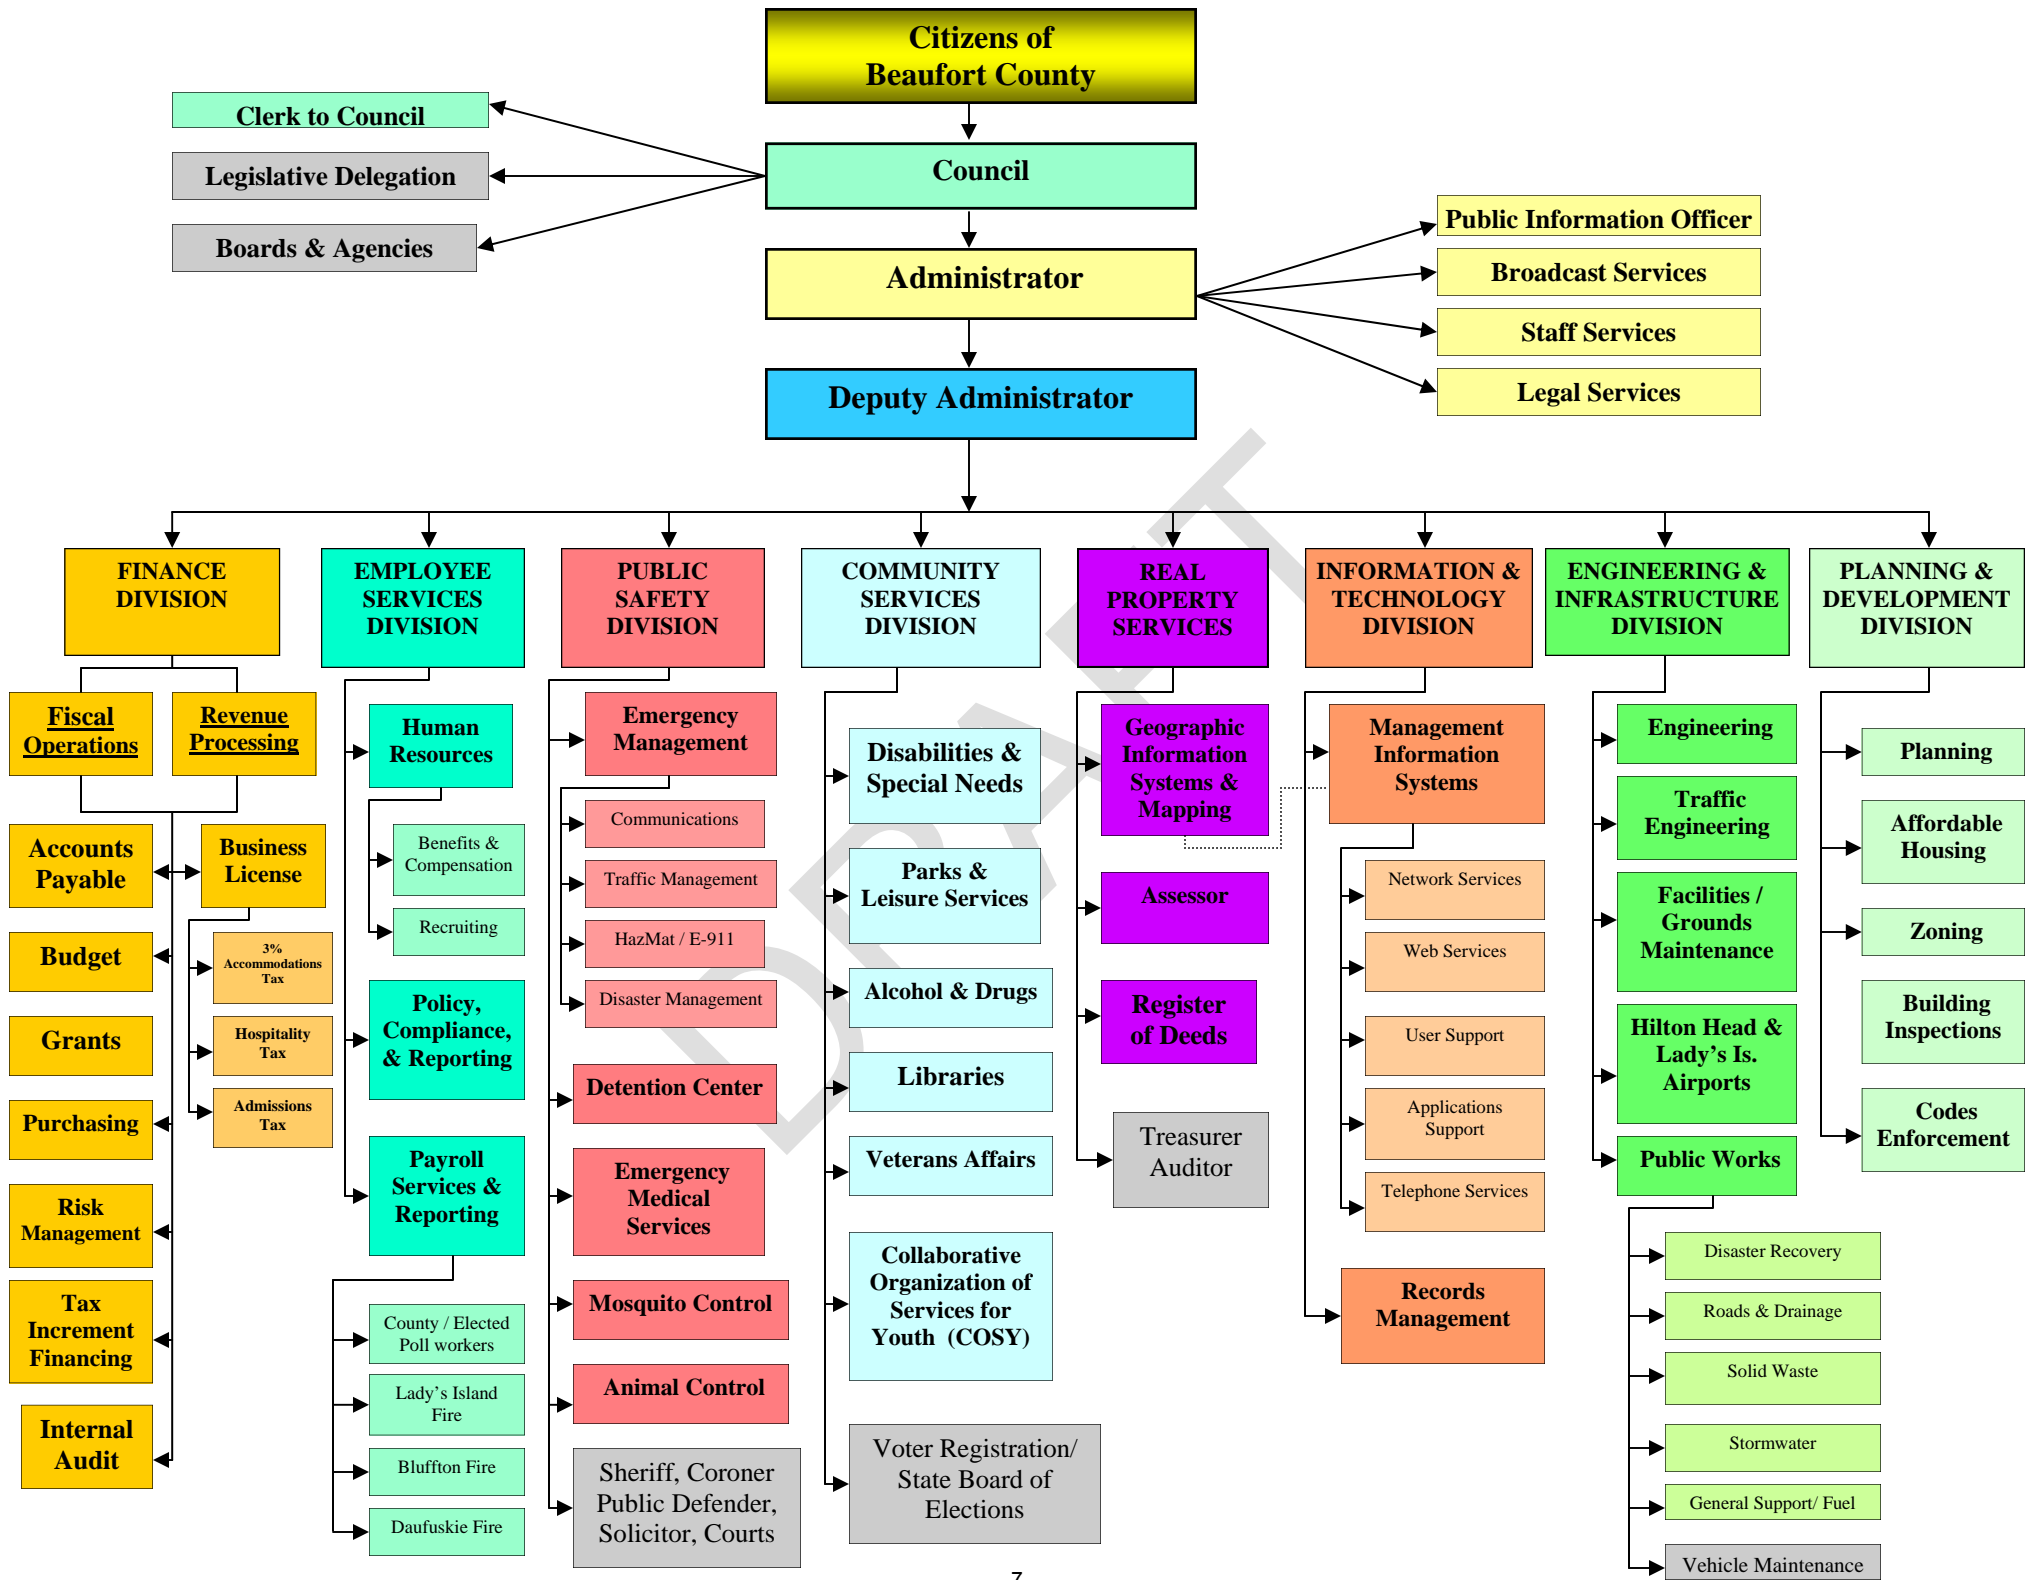 Citizens of
Beaufort County
Clerk to Council
Legislative Delegation
Boards & Agencies
Council
Administrator
Public Information Officer
Broadcast Services
Staff Services
Legal Services
Deputy Administrator
DRAFT
FINANCE
DIVISION
Fiscal
Operations
Revenue
Processing
Accounts
Payable
Business
License
3%
Accommodations
Tax
Hospitality
Tax
Admissions
Tax
Budget
Grants
Purchasing
Risk
Management
Tax
Increment
Financing
Internal
Audit
EMPLOYEE
SERVICES
DIVISION
Human
Resources
Benefits &
Compensation
Recruiting
Policy,
Compliance,
& Reporting
Payroll
Services &
Reporting
County / Elected
Poll workers
Lady's Island
Fire
Bluffton Fire
Daufuskie Fire
PUBLIC
SAFETY
DIVISION
Emergency
Management
Communications
Traffic Management
HazMat / E-911
Disaster Management
Detention Center
Emergency
Medical
Services
Mosquito Control
Animal Control
Sheriff, Coroner
Public Defender,
Solicitor, Courts
COMMUNITY
SERVICES
DIVISION
Disabilities &
Special Needs
Parks &
Leisure Services
Alcohol & Drugs
Libraries
Veterans Affairs
Collaborative
Organization of
Services for
Youth (COSY)
Voter Registration/
State Board of
Elections
REAL
PROPERTY
SERVICES
Geographic
Information
Systems &
Mapping
Assessor
Register
of Deeds
Treasurer
Auditor
INFORMATION &
TECHNOLOGY
DIVISION
Management
Information
Systems
Network Services
Web Services
User Support
Applications
Support
Telephone Services
Records
Management
ENGINEERING &
INFRASTRUCTURE
DIVISION
Engineering
Traffic
Engineering
Facilities /
Grounds
Maintenance
Hilton Head &
Lady's Is.
Airports
Public Works
Disaster Recovery
Roads & Drainage
Solid Waste
Stormwater
General Support/ Fuel
Vehicle Maintenance
PLANNING &
DEVELOPMENT
DIVISION
Planning
Affordable
Housing
Zoning
Building
Inspections
Codes
Enforcement
7